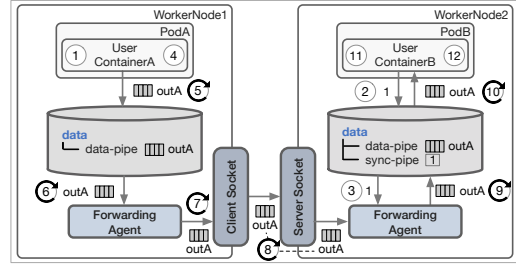 WorkerNode1
PodA
1
User
ContainerA
4
outA
5
data
data-pipe
outA
6
outA
Forwarding
Agent
7
outA
Client Socket
outA
8
Server Socket
outA
WorkerNode2
PodB
11
User
ContainerB
12
2
1
outA
10
data
data-pipe
outA
sync-pipe
1
3
1
outA
9
Forwarding
Agent